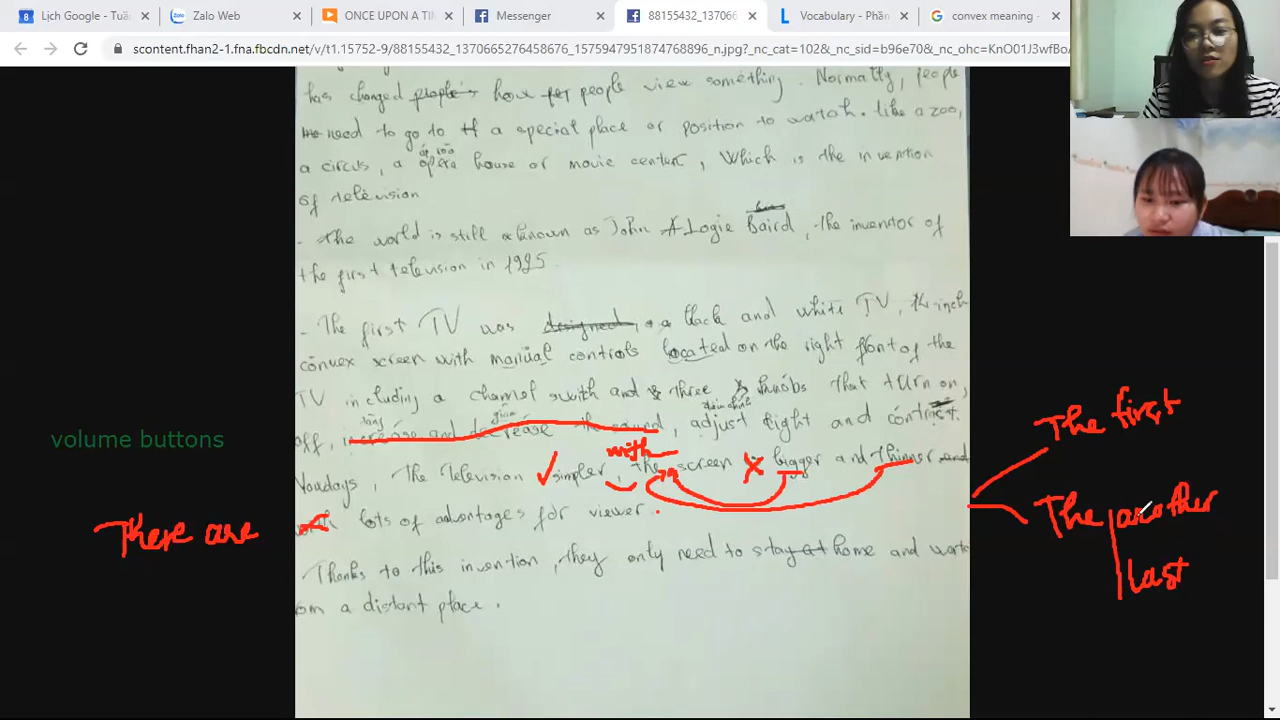 Lịch Google - Tuầ
Zalo Web
ONCE UPON A TI
Messenger
88155432_137066
Vocabulary - Phần
convex meaning -
scontent.fhan2-1.fna.fbcdn.net/v/t1.15752-9/88155432_1370665276458676_1575947951874768896_n.jpg?_nc_cat=102&_nc_sid=b96e70&_nc_ohc=KnO01J3wfBo
has changed people's how people view something. Normally, people
need to go to a special place or position to watch. like a zoo,
a circus, a opera house or movie center, which is the invention
of television
- The world is still known as John Logie Baird, the inventor of
the first television in 1925
- The first TV was designed, a black and white TV, 14-inch
convex screen with manual controls located on the right front of the
TV including a channel swith and three knobs that turn on,
tăng giảm
off, increase and decrease the sound, adjust light and contrast.
with
Noudays, The Television simpler, the screen bigger and thinner and
lots of advantages for viewer.
Thanks to this invention, they only need to stay at home and watch
om a distant place.
volume buttons
There are
The first
The another
last